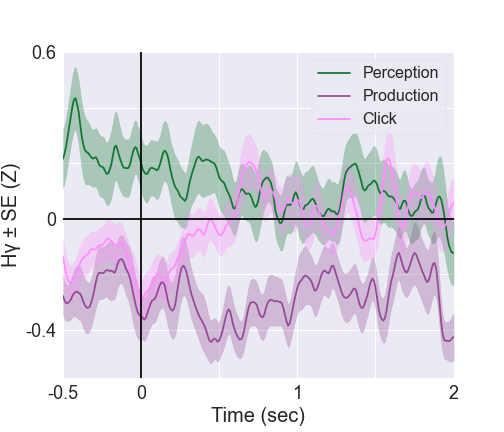 0.6
Perception
Production
Click
Hγ ± SE (Z)
0
-0.4
-0.5
0
1
2
Time (sec)